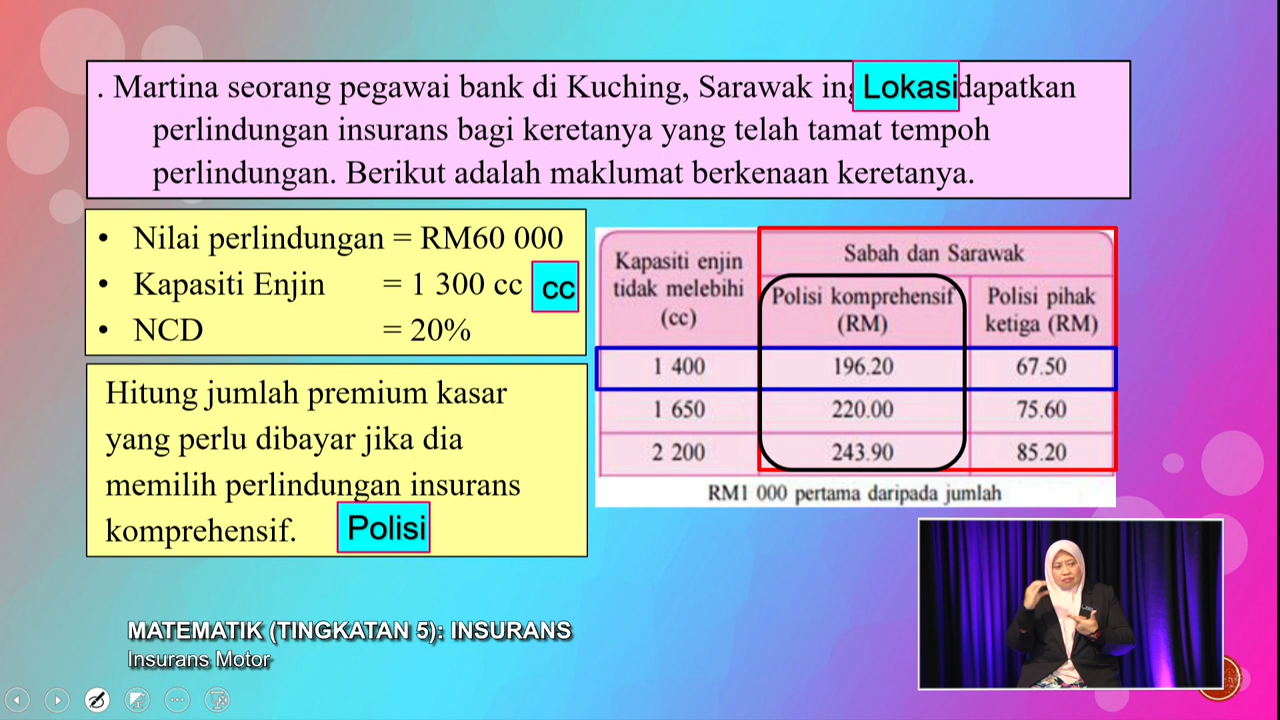 . Martina seorang pegawai bank di Kuching, Sarawak ing Lokasi dapatkan
perlindungan insurans bagi keretanya yang telah tamat tempoh
perlindungan. Berikut adalah maklumat berkenaan keretanya.
• Nilai perlindungan = RM60 000
• Kapasiti Enjin = 1 300 cc cc
• NCD = 20%
Hitung jumlah premium kasar
yang perlu dibayar jika dia
memilih perlindungan insurans
komprehensif. Polisi
Kapasiti enjin
tidak melebihi
(cc)
Sabah dan Sarawak
Polisi komprehensif
(RM)
Polisi pihak
ketiga (RM)
1 400 196.20 67.50
1 650 220.00 75.60
2 200 243.90 85.20
RM1 000 pertama daripada jumlah
MATEMATIK (TINGKATAN 5): INSURANS
Insurans Motor